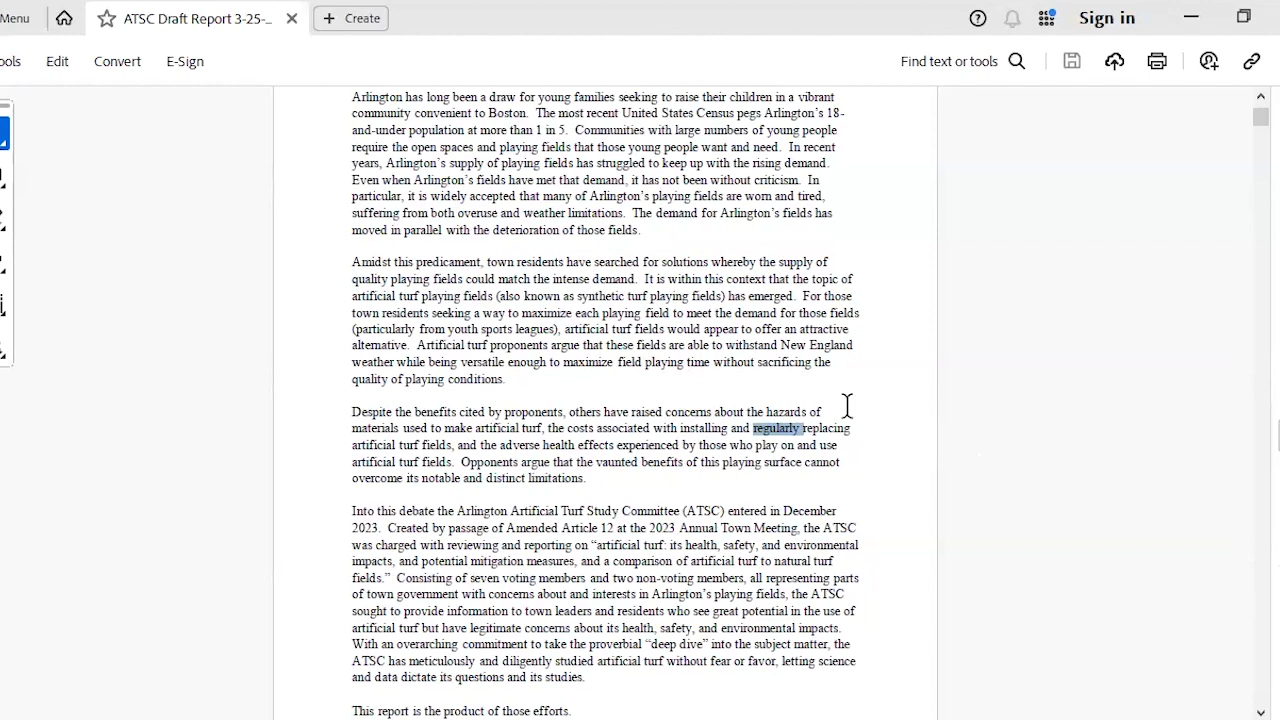 Menu ATSC Draft Report 3-25-... Create Sign in
ools Edit Convert E-Sign Find text or tools
Arlington has long been a draw for young families seeking to raise their children in a vibrant
community convenient to Boston. The most recent United States Census pegs Arlington's 18-
and-under population at more than 1 in 5. Communities with large numbers of young people
require the open spaces and playing fields that those young people want and need. In recent
years, Arlington's supply of playing fields has struggled to keep up with the rising demand.
Even when Arlington's fields have met that demand, it has not been without criticism. In
particular, it is widely accepted that many of Arlington's playing fields are worn and tired,
suffering from both overuse and weather limitations. The demand for Arlington's fields has
moved in parallel with the deterioration of those fields.
Amidst this predicament, town residents have searched for solutions whereby the supply of
quality playing fields could match the intense demand. It is within this context that the topic of
artificial turf playing fields (also known as synthetic turf playing fields) has emerged. For those
town residents seeking a way to maximize each playing field to meet the demand for those fields
(particularly from youth sports leagues), artificial turf fields would appear to offer an attractive
alternative. Artificial turf proponents argue that these fields are able to withstand New England
weather while being versatile enough to maximize field playing time without sacrificing the
quality of playing conditions.
Despite the benefits cited by proponents, others have raised concerns about the hazards of
materials used to make artificial turf, the costs associated with installing and regularly replacing
artificial turf fields, and the adverse health effects experienced by those who play on and use
artificial turf fields. Opponents argue that the vaunted benefits of this playing surface cannot
overcome its notable and distinct limitations.
Into this debate the Arlington Artificial Turf Study Committee (ATSC) entered in December
2023. Created by passage of Amended Article 12 at the 2023 Annual Town Meeting, the ATSC
was charged with reviewing and reporting on “artificial turf: its health, safety, and environmental
impacts, and potential mitigation measures, and a comparison of artificial turf to natural turf
fields.” Consisting of seven voting members and two non-voting members, all representing parts
of town government with concerns about and interests in Arlington's playing fields, the ATSC
sought to provide information to town leaders and residents who see great potential in the use of
artificial turf but have legitimate concerns about its health, safety, and environmental impacts.
With an overarching commitment to take the proverbial “deep dive” into the subject matter, the
ATSC has meticulously and diligently studied artificial turf without fear or favor, letting science
and data dictate its questions and its studies.
This report is the product of those efforts.